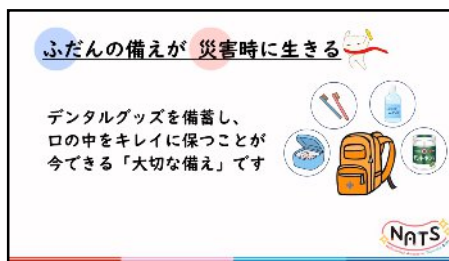 ふだんの備えが 災害時に生きる
デンタルグッズを備蓄し、
口の中をキレイに保つことが
今できる「大切な備え」です
NATS